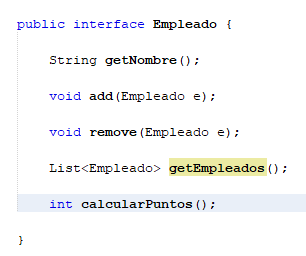 public interface Empleado {
String getNombre();
void add(Empleado e);
void remove(Empleado e);
List<Empleado> getEmpleados();
int calcularPuntos();
}